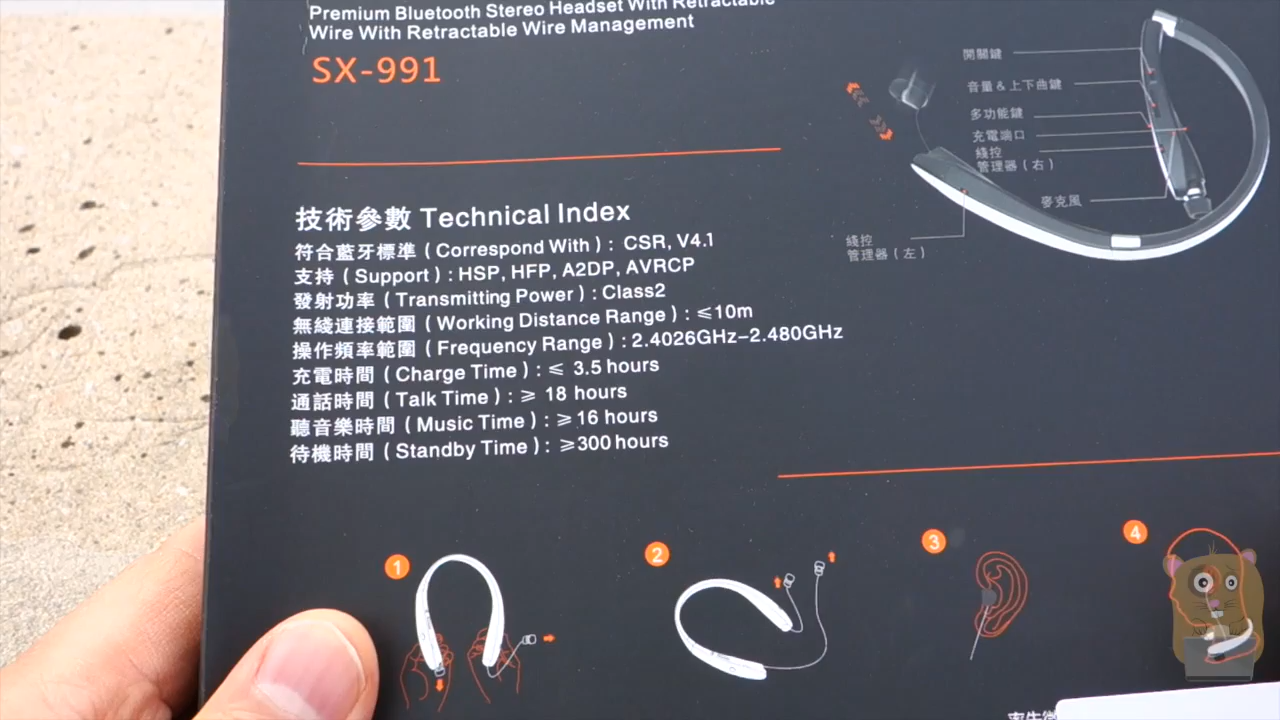 Premium Bluetooth Stereo Headset With Retractable
Wire With Retractable Wire Management
SX-991
開關鍵
音量&上下曲鍵
多功能鍵
充電端口
綫控
管理器(右)
麥克風
綫控
管理器(左)
技術參數 Technical Index
符合藍牙標準(Correspond With): CSR, V4.1
支持(Support): HSP, HFP, A2DP, AVRCP
發射功率(Transmitting Power): Class2
無綫連接範圍(Working Distance Range): ≤10m
操作頻率範圍(Frequency Range): 2.4026GHz-2.480GHz
充電時間(Charge Time): ≤ 3.5 hours
通話時間(Talk Time): ≥ 18 hours
聽音樂時間(Music Time): ≥16 hours
待機時間(Standby Time): ≥300 hours
1
2
3
4